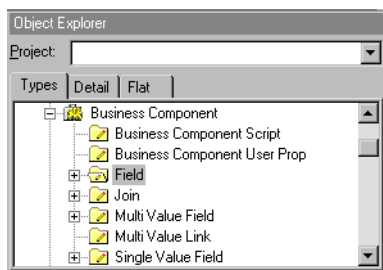 Object Explorer
Project:
Types Detail Flat
Business Component
Business Component Script
Business Component User Prop
Field
Join
Multi Value Field
Multi Value Link
Single Value Field